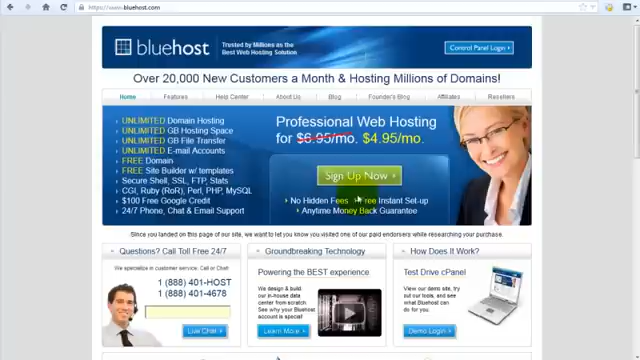 https://www.bluehost.com
bluehost
Trusted by Millions as the
Best Web Hosting Solution
Control Panel Login
Over 20,000 New Customers a Month & Hosting Millions of Domains!
Home Features Help Center About Us Blog Founder's Blog Affiliates Resellers
UNLIMITED Domain Hosting
UNLIMITED GB Hosting Space
UNLIMITED GB File Transfer
UNLIMITED E-mail Accounts
FREE Domain
FREE Site Builder w/ templates
Secure Shell, SSL, FTP, Stats
CGI, Ruby (RoR), Perl, PHP, MySQL
$100 Free Google Credit
24/7 Phone, Chat & Email Support
Professional Web Hosting
for $6.95/mo. $4.95/mo.
Sign Up Now
No Hidden Fees Free Instant Set-up
Anytime Money Back Guarantee
Since you landed on this page of our site, we want to let you know you visited one of our paid endorsers while researching your purchase.
Questions? Call Toll Free 24/7
We specialize in customer service. Call or Chat!
1 (888) 401-HOST
1 (888) 401-4678
Live Chat
Groundbreaking Technology
Powering the BEST experience
We design & build
our in-house data
center from scratch.
See why your Bluehost
account is special!
Learn More
How Does It Work?
Test Drive cPanel
View our demo site, try
out our tools, and see
what Bluehost can
do for you.
Demo Login